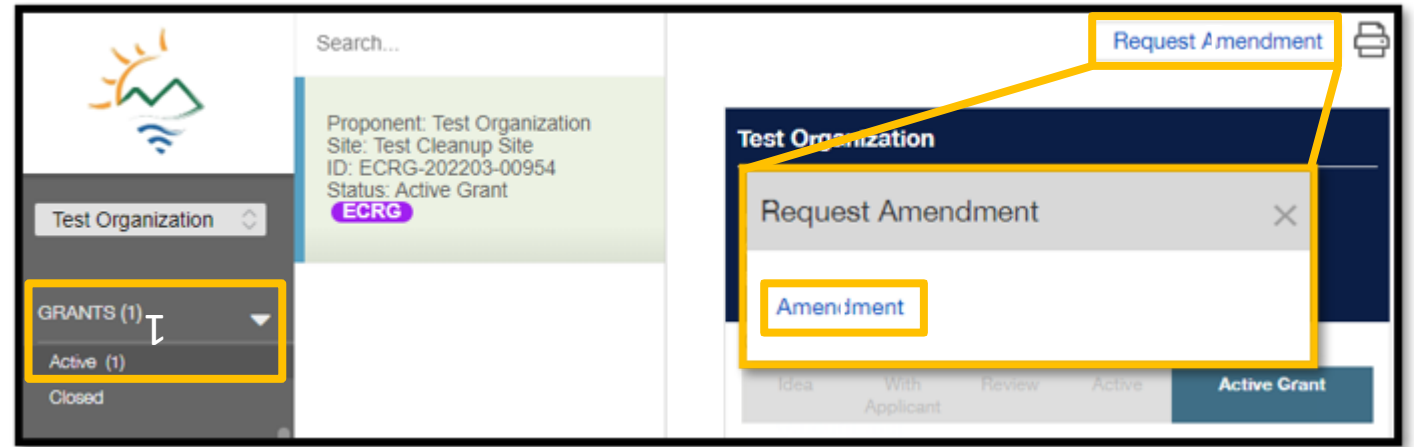 Search...
Request Amendment
Proponent: Test Organization
Site: Test Cleanup Site
ID: ECRG-202203-00954
Status: Active Grant
ECRG
Test Organization
GRANTS (1)
1
Active (1)
Closed
Test Organization
Request Amendment
Amendment
Idea
With
Applicant
Review
Active
Active Grant